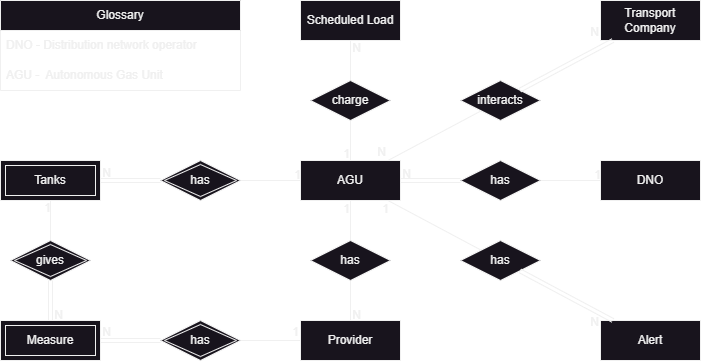 Glossary
DNO - Distribution network operator
AGU - Autonomous Gas Unit
Scheduled Load
Transport
Company
N
N
charge
interacts
1
N
Tanks
N
has
1
AGU
N
has
1
DNO
1
1
1
gives
has
has
N
N
N
Measure
N
has
1
Provider
Alert